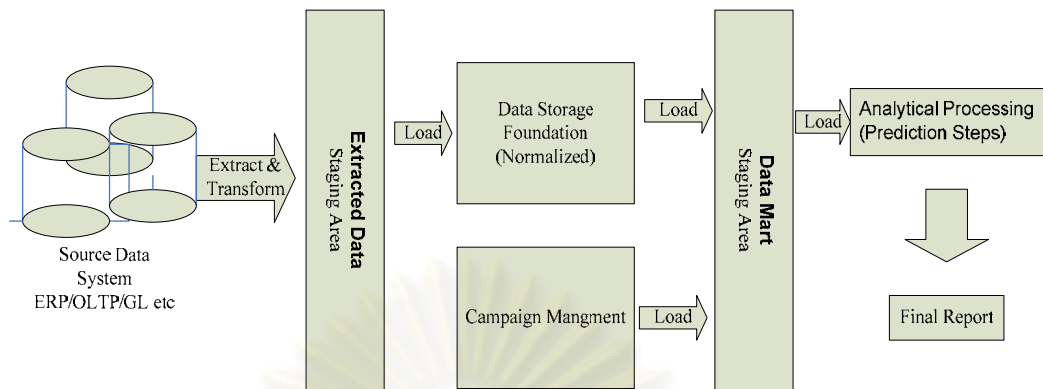 Source Data
System
ERP/OLTP/GL etc
Extract &
Transform
Extracted Data
Staging Area
Load
Data Storage
Foundation
(Normalized)
Load
Campaign Mangment
Load
Data Mart
Staging Area
Load
Analytical Processing
(Prediction Steps)
Final Report